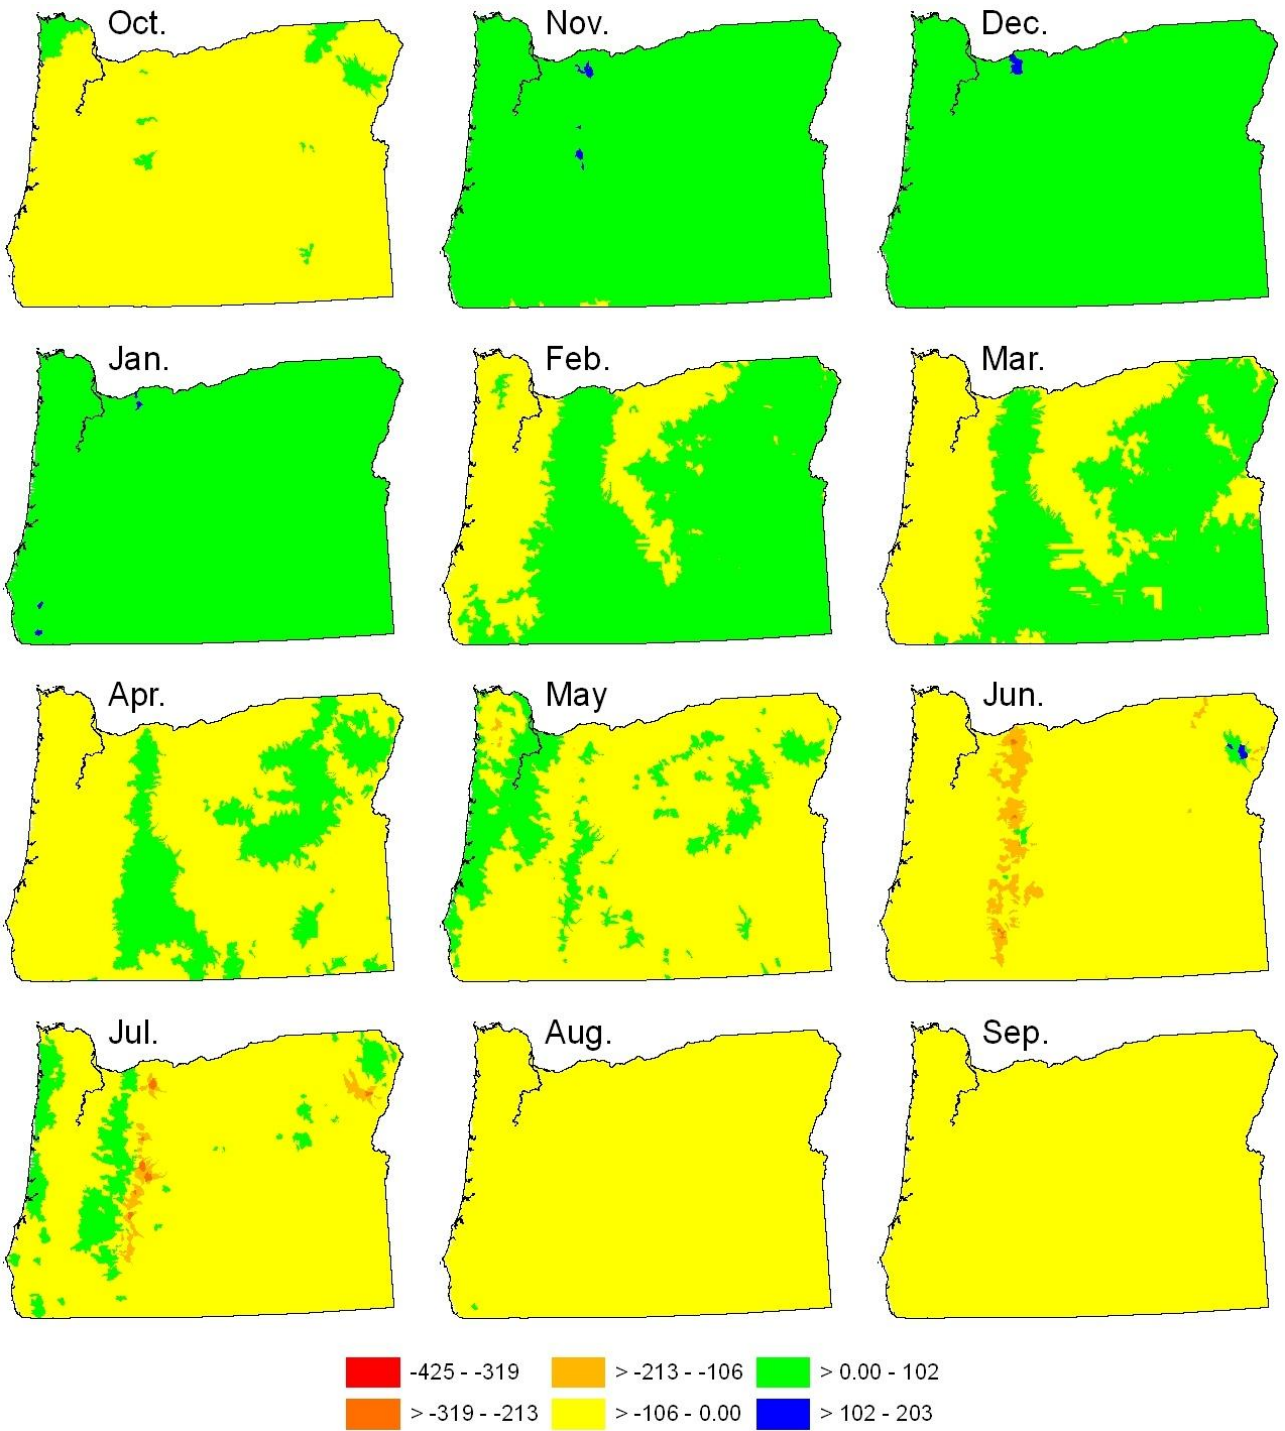 Oct.
Nov.
Dec.
Jan.
Feb.
Mar.
Apr.
May
Jun.
Jul.
Aug.
Sep.
-425 - -319
> -213 - -106
> 0.00 - 102
> -319 - -213
> -106 - 0.00
> 102 - 203